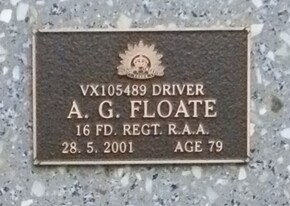 VX105489 DRIVER
A. G. FLOATE
16 FD. REGT. R.A.A.
28. 5. 2001 AGE 79